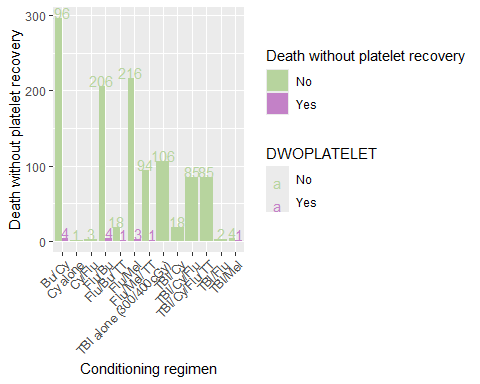 Death without platelet recovery
300
200
100
0
96
4
1
3
206
4
18
1
216
3
94
1
106
18
85
85
2
4
1
Bu/Cy
Cy alone
Cy/Flu
Flu/Bu
Flu/Bu/TT
Flu/Mel
Flu/Mel/TT
TBI alone (300/400 cGy)
TBI/Cy
TBI/Cy/Flu
TBI/Cy/Flu/TT
TBI/Flu
TBI/Mel
Conditioning regimen
Death without platelet recovery
No
Yes
DWOPLATELET
a No
a Yes